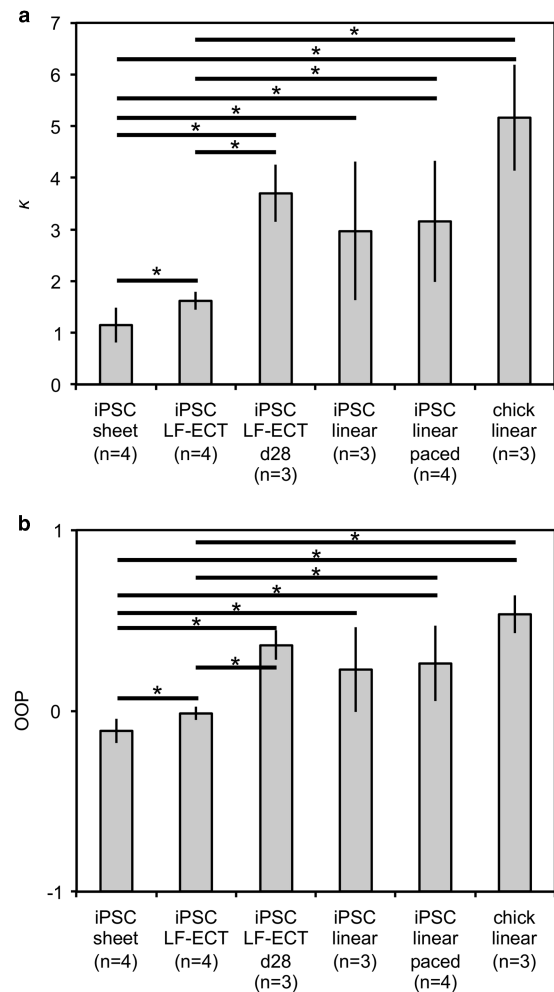 a
7
6
5
4
3
2
1
0
κ
*
*
*
*
*
*
*
*
iPSC sheet (n=4)
iPSC LF-ECT (n=4)
iPSC LF-ECT d28 (n=3)
iPSC linear (n=3)
iPSC linear paced (n=4)
chick linear (n=3)
b
1
0
-1
OOP
*
*
*
*
*
*
*
*
iPSC sheet (n=4)
iPSC LF-ECT (n=4)
iPSC LF-ECT d28 (n=3)
iPSC linear (n=3)
iPSC linear paced (n=4)
chick linear (n=3)